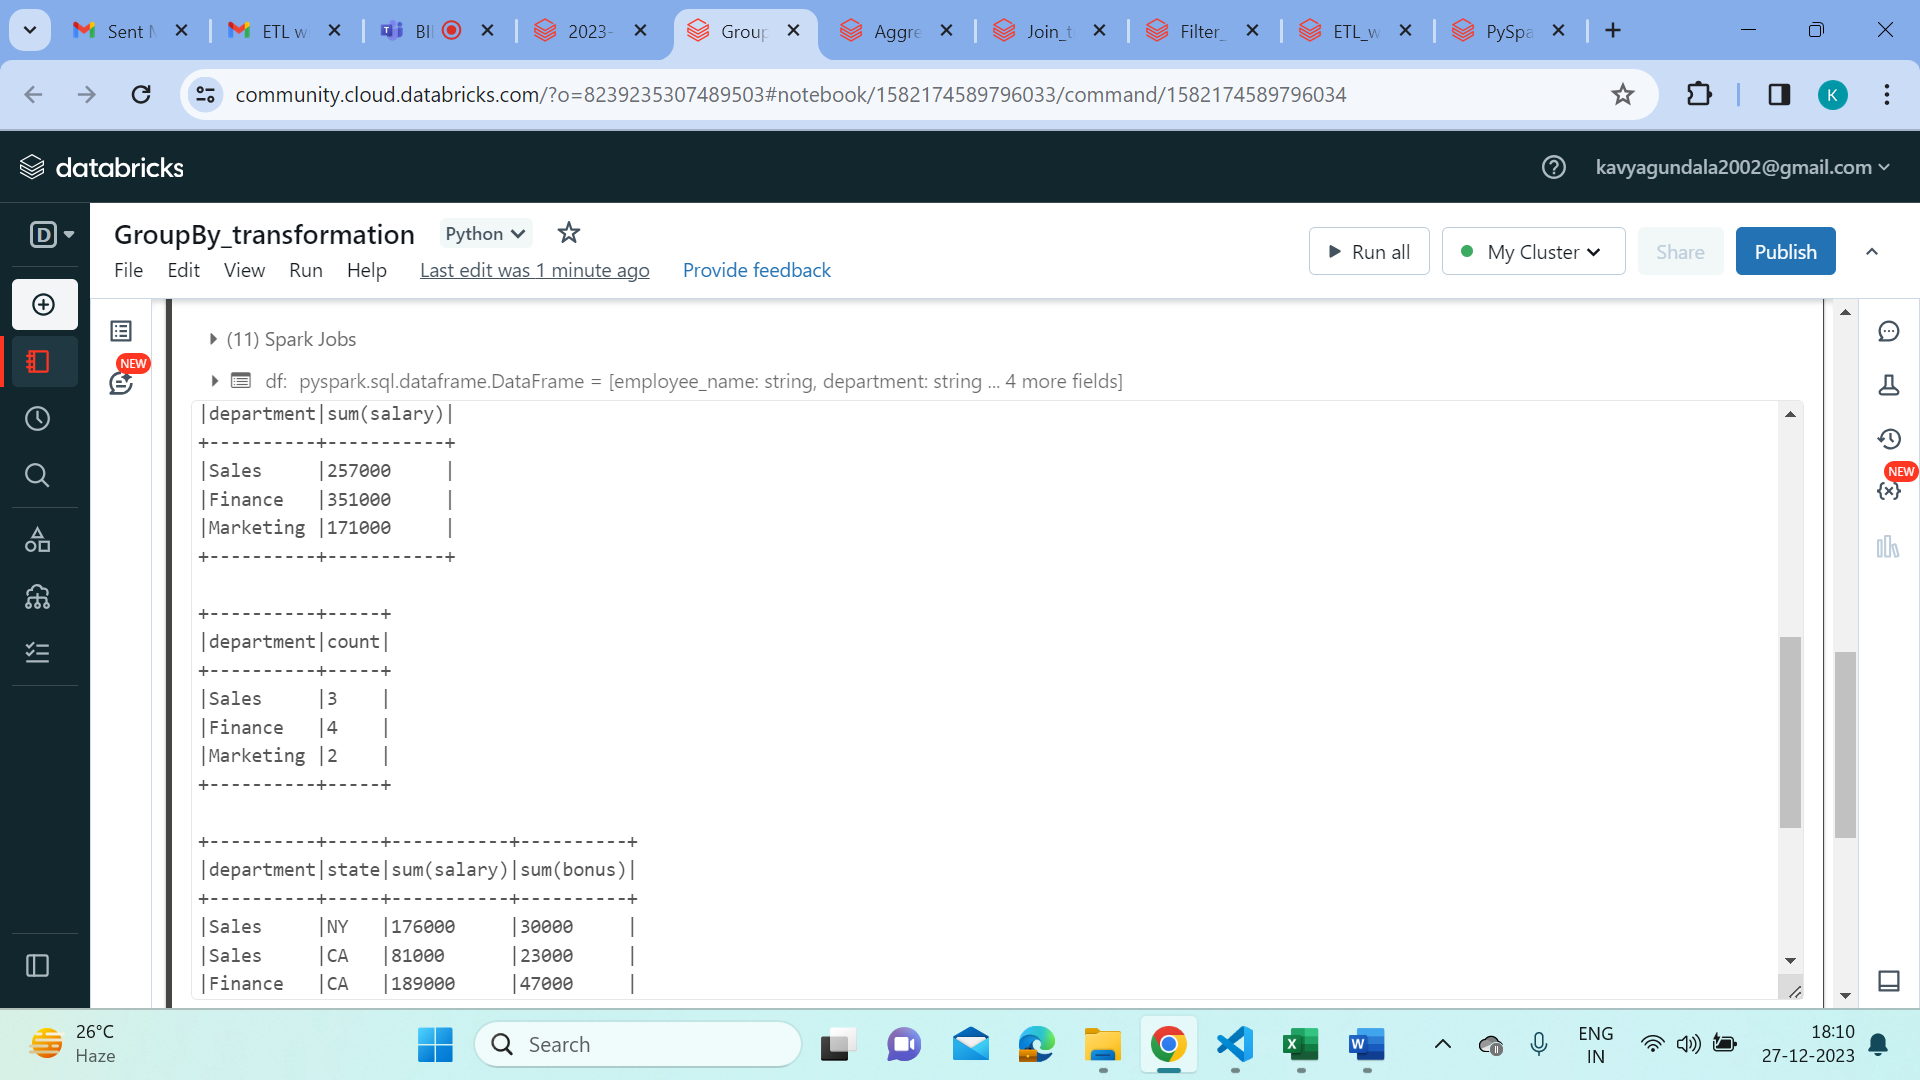 Sent M
ETL wi
BI
2023-
Group
Aggre
Join_t
Filter_
ETL_w
PySpa
community.cloud.databricks.com/?o=8239235307489503#notebook/1582174589796033/command/1582174589796034
K
databricks
kavyagundala2002@gmail.com
D
GroupBy_transformation
Python
Run all
My Cluster
Share
Publish
File Edit View Run Help Last edit was 1 minute ago Provide feedback
NEW
NEW
(11) Spark Jobs
df: pyspark.sql.dataframe.DataFrame = [employee_name: string, department: string ... 4 more fields]
|department|sum(salary)|
+----------+-----------+
|Sales     |257000     |
|Finance   |351000     |
|Marketing |171000     |
+----------+-----------+
+----------+-----+
|department|count|
+----------+-----+
|Sales     |3    |
|Finance   |4    |
|Marketing |2    |
+----------+-----+
+----------+-----+-----------+----------+
|department|state|sum(salary)|sum(bonus)|
+----------+-----+-----------+----------+
|Sales     |NY   |176000     |30000     |
|Sales     |CA   |81000      |23000     |
|Finance   |CA   |189000     |47000     |
26°C
Haze
Search
ENG
IN
18:10
27-12-2023